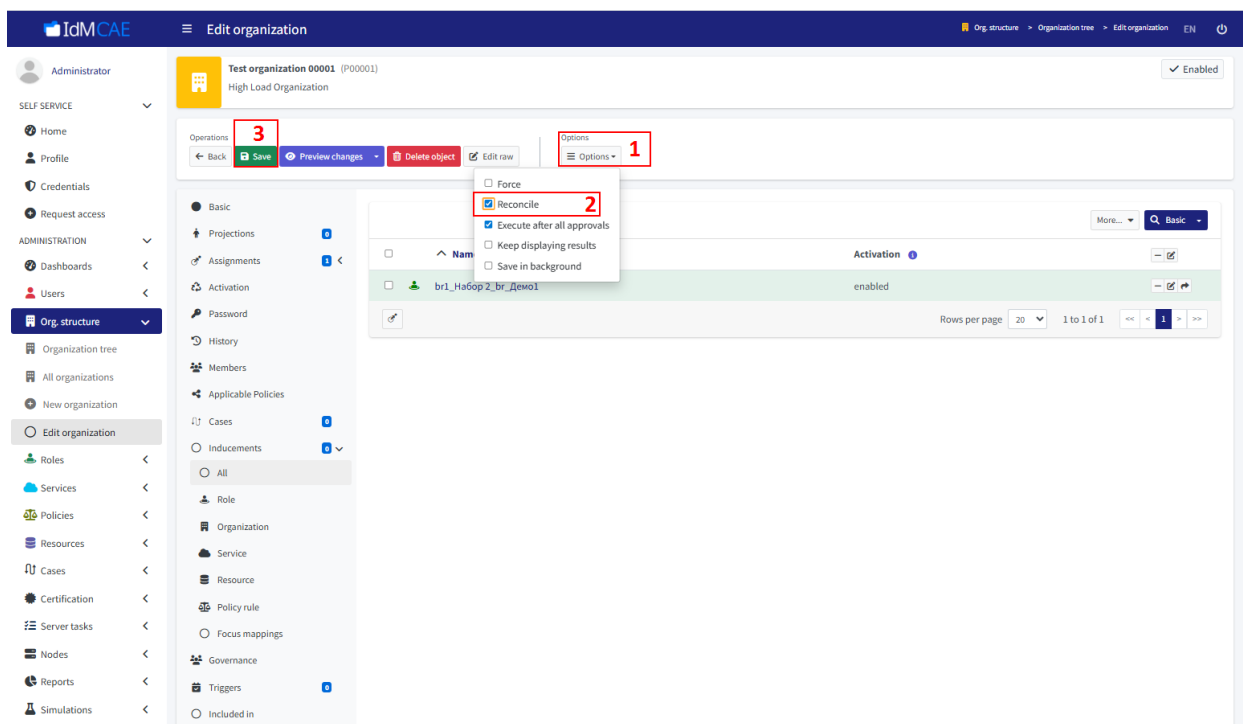 IdMCAE
Edit organization
Org. structure > Organization tree > Edit organization EN
Administrator
SELF SERVICE
Home
Profile
Credentials
Request access
ADMINISTRATION
Dashboards
Users
Org. structure
Organization tree
All organizations
New organization
Edit organization
Roles
Services
Policies
Resources
Cases
Certification
Server tasks
Nodes
Reports
Simulations
Test organization 00001 (P00001)
High Load Organization
Enabled
Operations
3
Back Save Preview changes Delete object Edit raw
Options
Options 1
Force
Reconcile 2
Execute after all approvals
Keep displaying results
Save in background
Basic
Projections 0
Assignments 1
Activation
Password
History
Members
Applicable Policies
Cases 0
Inducements 0
All
Role
Organization
Service
Resource
Policy rule
Focus mappings
Governance
Triggers 0
Included in
More... Basic
Nam Activation
br1_Набор 2_br_Демо1 enabled
Rows per page 20 1 to 1 of 1 << < 1 > >>